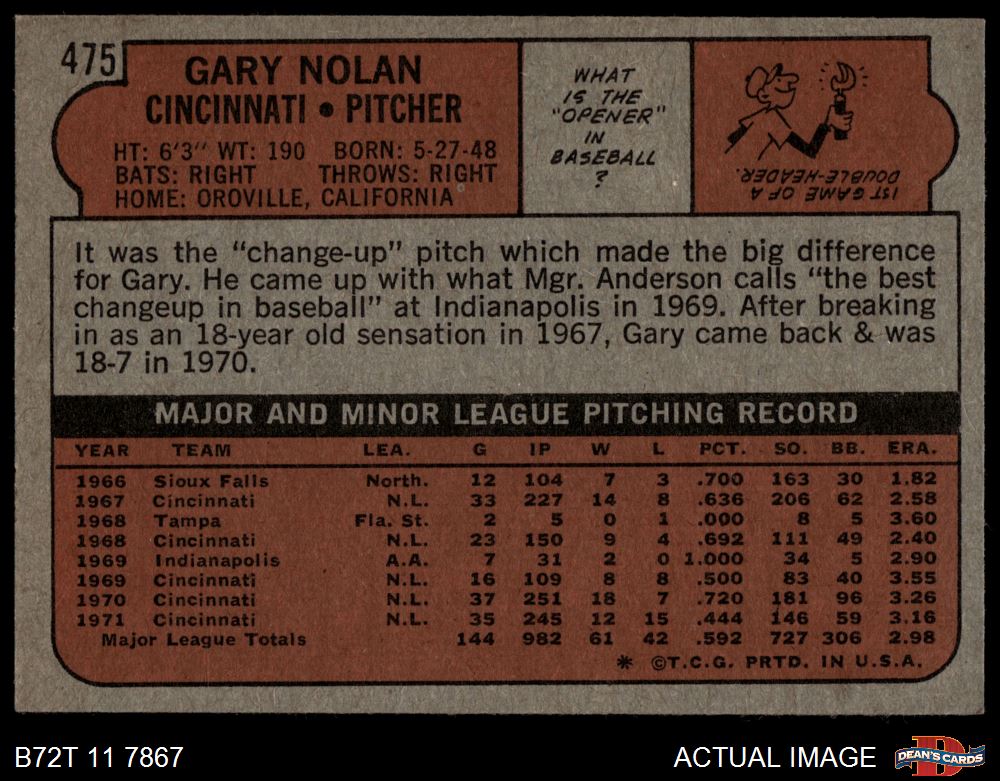 475
GARY NOLAN
CINCINNATI • PITCHER
HT: 6'3" WT: 190 BORN: 5-27-48
BATS: RIGHT THROWS: RIGHT
HOME: OROVILLE, CALIFORNIA
WHAT
IS THE
"OPENER"
IN
BASEBALL
?
1ST GAME OF A
DOUBLE-HEADER.
It was the "change-up" pitch which made the big difference
for Gary. He came up with what Mgr. Anderson calls "the best
changeup in baseball" at Indianapolis in 1969. After breaking
in as an 18-year old sensation in 1967, Gary came back & was
18-7 in 1970.
MAJOR AND MINOR LEAGUE PITCHING RECORD
YEAR TEAM LEA. G IP W L PCT. SO. BB. ERA.
1966 Sioux Falls North. 12 104 7 3 .700 163 30 1.82
1967 Cincinnati N.L. 33 227 14 8 .636 206 62 2.58
1968 Tampa Fla. St. 2 5 0 1 .000 8 5 3.60
1968 Cincinnati N.L. 23 150 9 4 .692 111 49 2.40
1969 Indianapolis A.A. 7 31 2 0 1.000 34 5 2.90
1969 Cincinnati N.L. 16 109 8 8 .500 83 40 3.55
1970 Cincinnati N.L. 37 251 18 7 .720 181 96 3.26
1971 Cincinnati N.L. 35 245 12 15 .444 146 59 3.16
Major League Totals 144 982 61 42 .592 727 306 2.98
* ©T.C.G. PRTD. IN U.S.A.
B72T 11 7867
ACTUAL IMAGE
DEAN'S CARDS